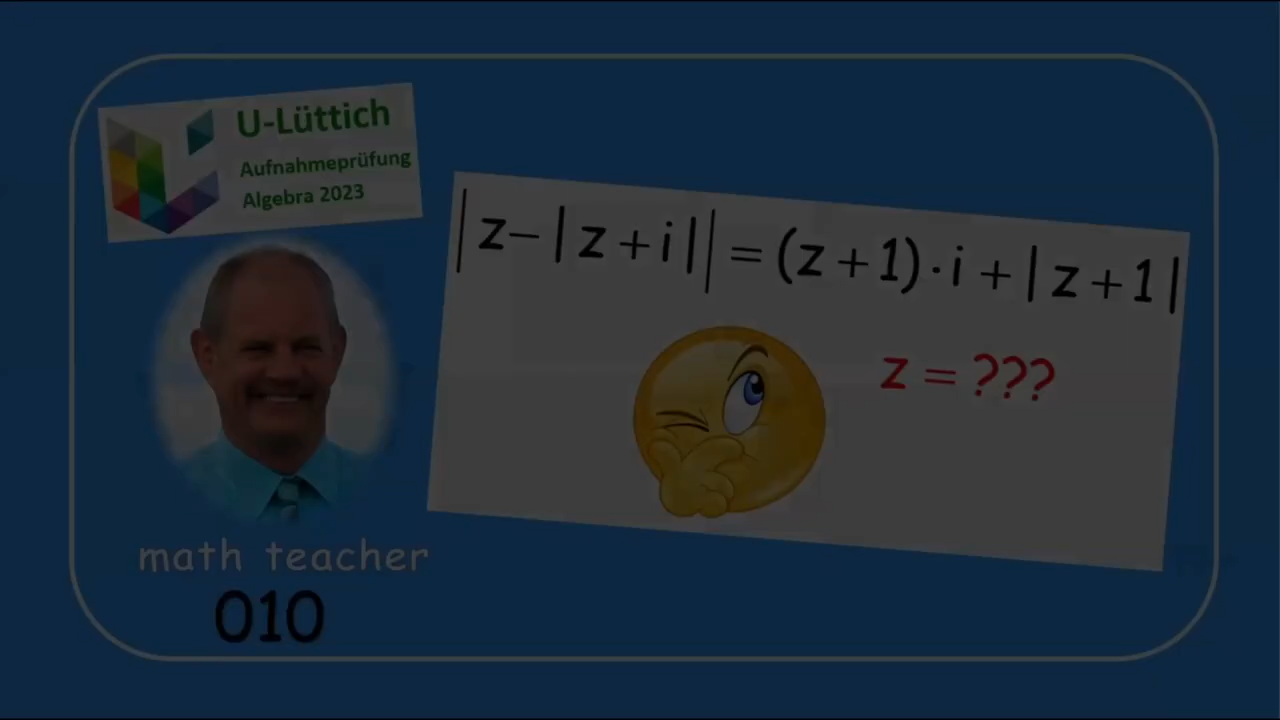 U-Lüttich
Aufnahmeprüfung
Algebra 2023
|z-|z+i||=(z+1)·i+|z+1|
z=???
math teacher
010